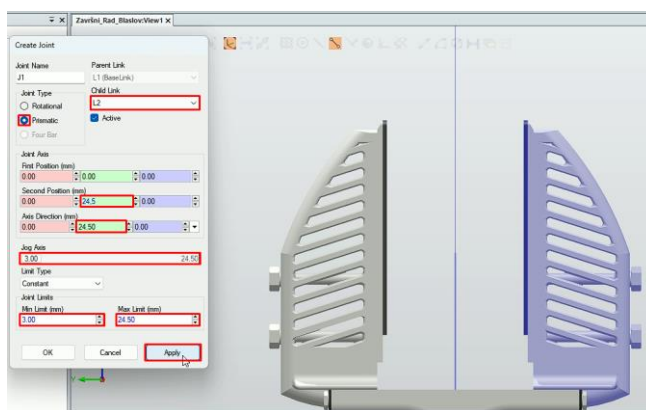 Završni_Rad_Blaslov:View1 X
Create Joint
Joint Name Parent Link
J1 L1 (BaseLink)
Joint Type Child Link
Rotational L2
Prismatic Active
Four Bar
Joint Axis
First Position (mm)
0.00 0.00 0.00
Second Position (mm)
0.00 24,5 0.00
Axis Direction (mm)
0.00 24.50 0.00
Jog Axis
3.00 24.50
Limit Type
Constant
Joint Limits
Min Limit (mm) Max Limit (mm)
3.00 24.50
OK Cancel Apply
Y